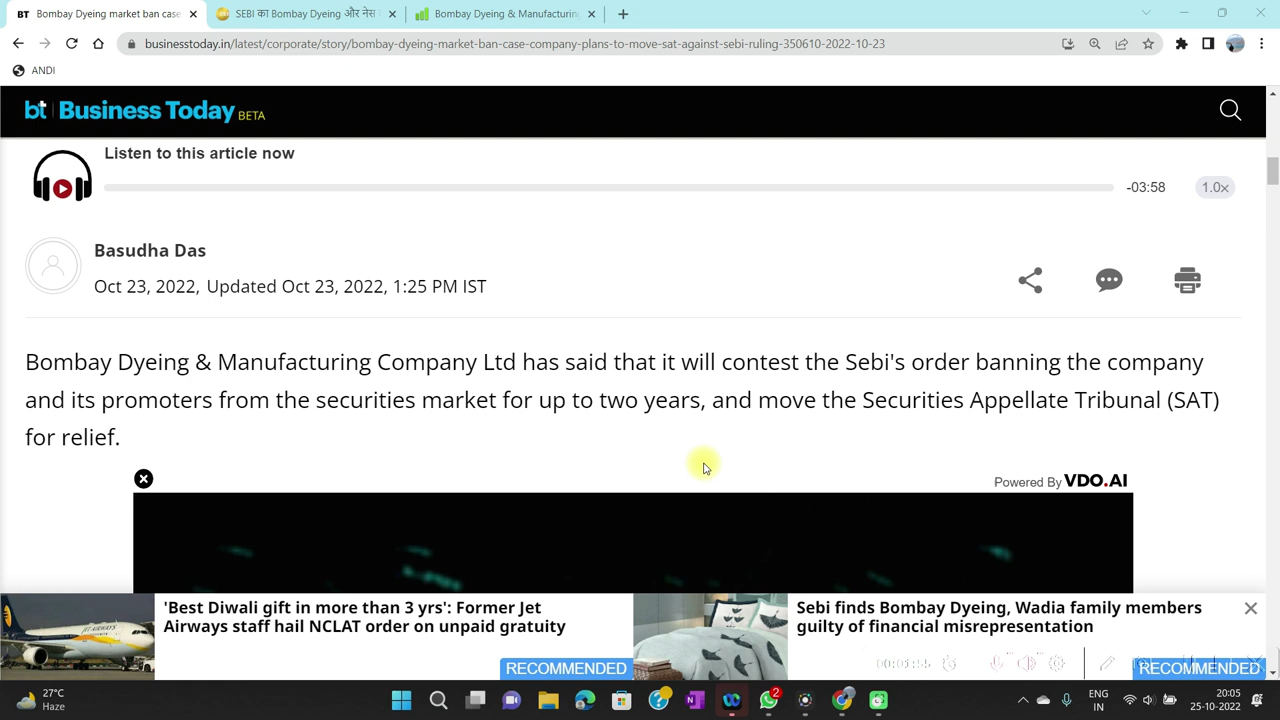 BT Bombay Dyeing market ban case
SEBI का Bombay Dyeing और नेस
Bombay Dyeing & Manufacturing
businesstoday.in/latest/corporate/story/bombay-dyeing-market-ban-case-company-plans-to-move-sat-against-sebi-ruling-350610-2022-10-23
ANDI
bt Business Today BETA
Listen to this article now
-03:58
1.0x
Basudha Das
Oct 23, 2022, Updated Oct 23, 2022, 1:25 PM IST
Bombay Dyeing & Manufacturing Company Ltd has said that it will contest the Sebi's order banning the company
and its promoters from the securities market for up to two years, and move the Securities Appellate Tribunal (SAT)
for relief.
Powered By VDO.AI
'Best Diwali gift in more than 3 yrs': Former Jet
Airways staff hail NCLAT order on unpaid gratuity
RECOMMENDED
Sebi finds Bombay Dyeing, Wadia family members
guilty of financial misrepresentation
00:01:55
RECOMMENDED
27°C
Haze
2
ENG
IN
20:05
25-10-2022